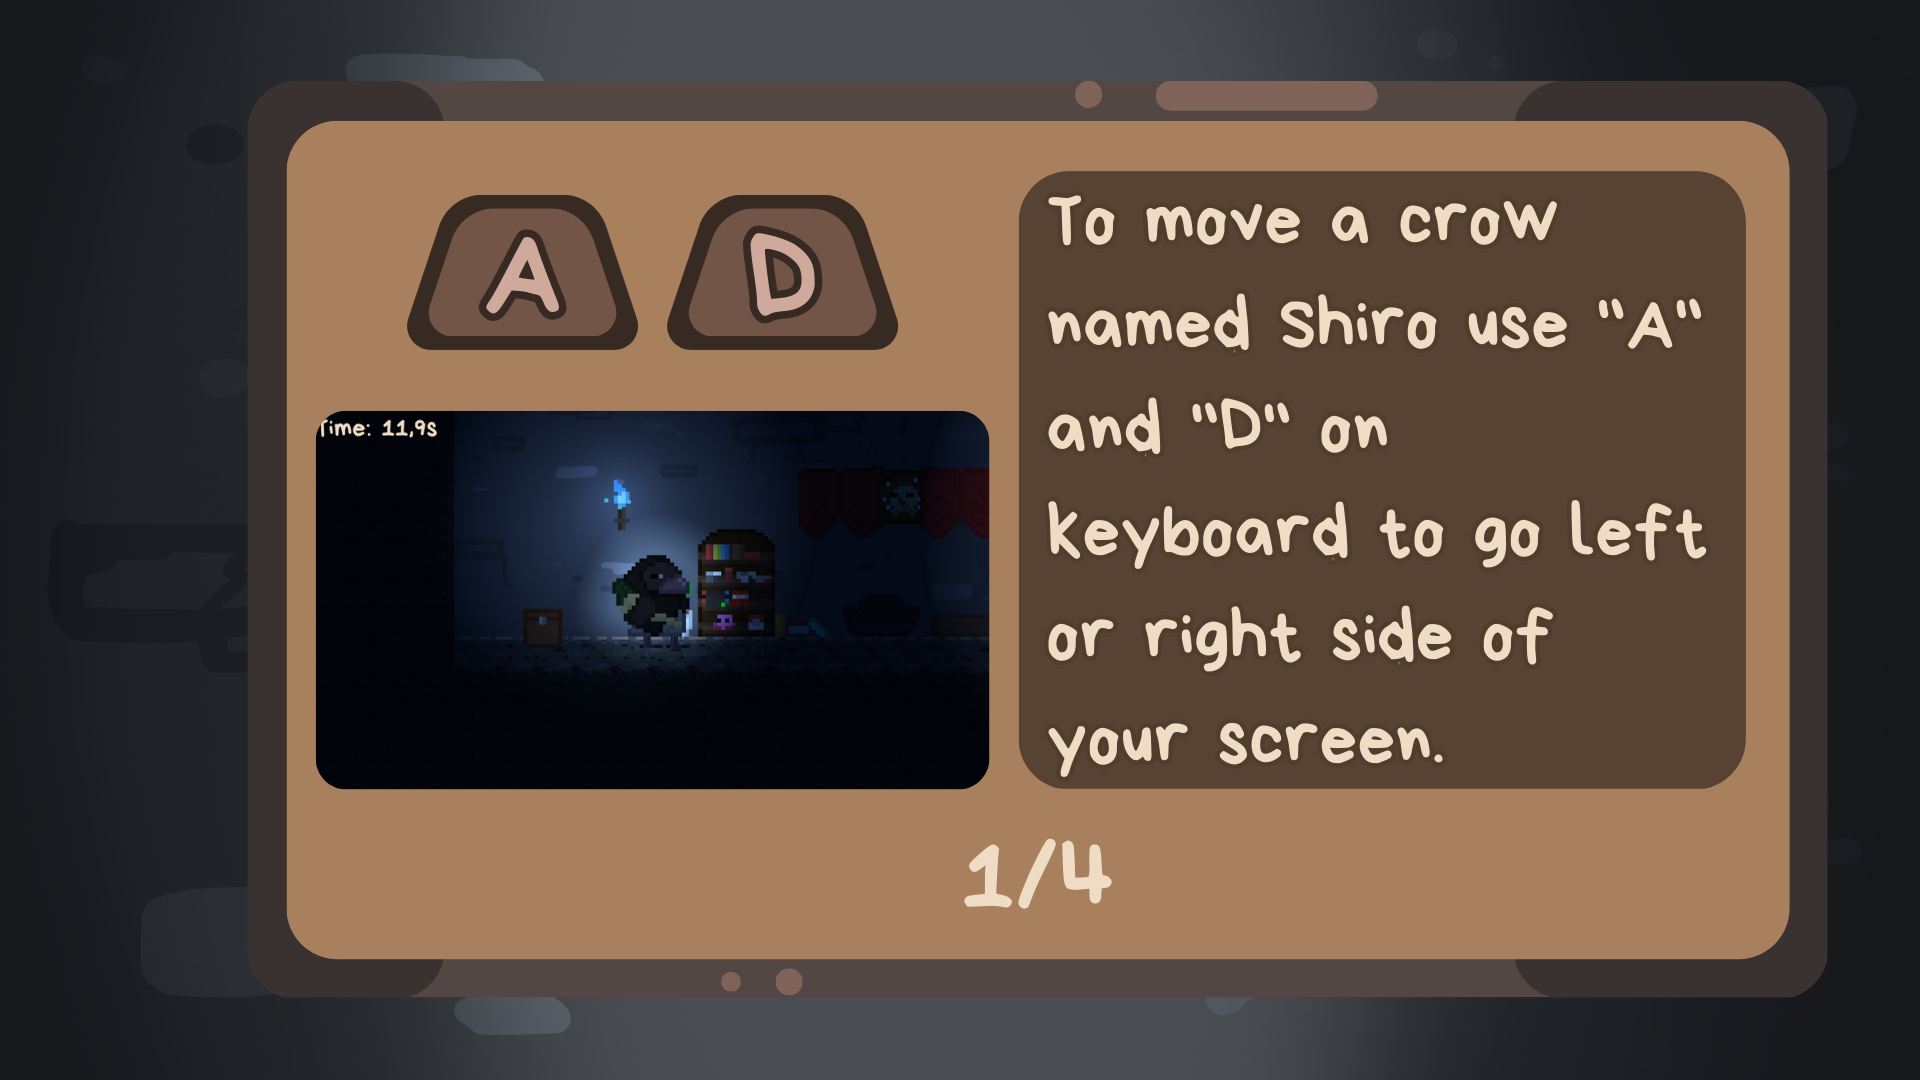 A D
Time: 11,9s
To move a crow
named Shiro use "A"
and "D" on
keyboard to go left
or right side of
your screen.
1/4